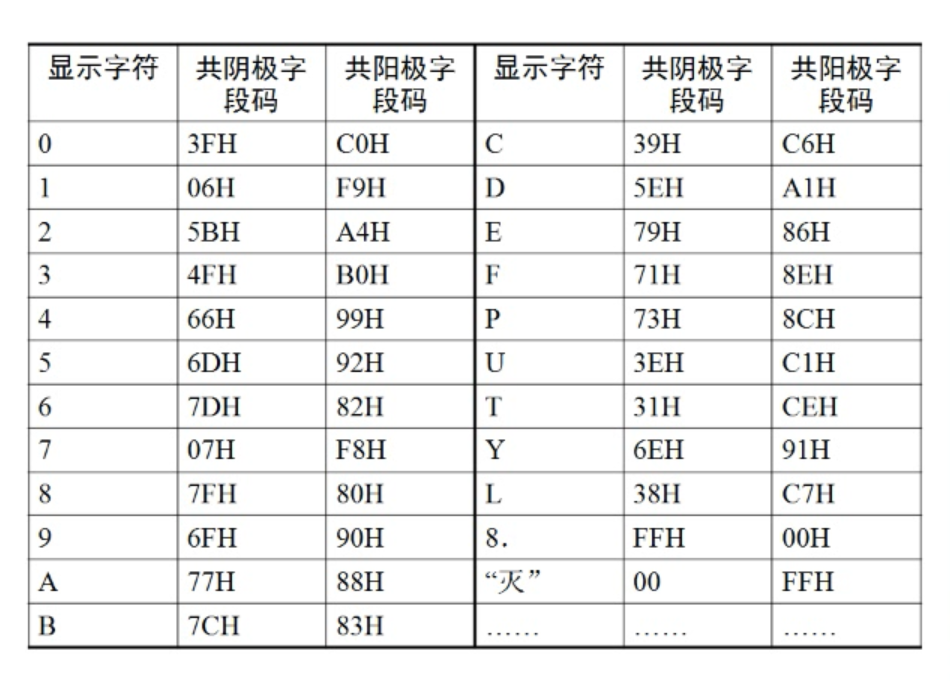 显示字符 共阴极字段码 共阳极字段码 显示字符 共阴极字段码 共阳极字段码
0 3FH C0H C 39H C6H
1 06H F9H D 5EH A1H
2 5BH A4H E 79H 86H
3 4FH B0H F 71H 8EH
4 66H 99H P 73H 8CH
5 6DH 92H U 3EH C1H
6 7DH 82H T 31H CEH
7 07H F8H Y 6EH 91H
8 7FH 80H L 38H C7H
9 6FH 90H 8. FFH 00H
A 77H 88H “灭” 00 FFH
B 7CH 83H …… …… ……